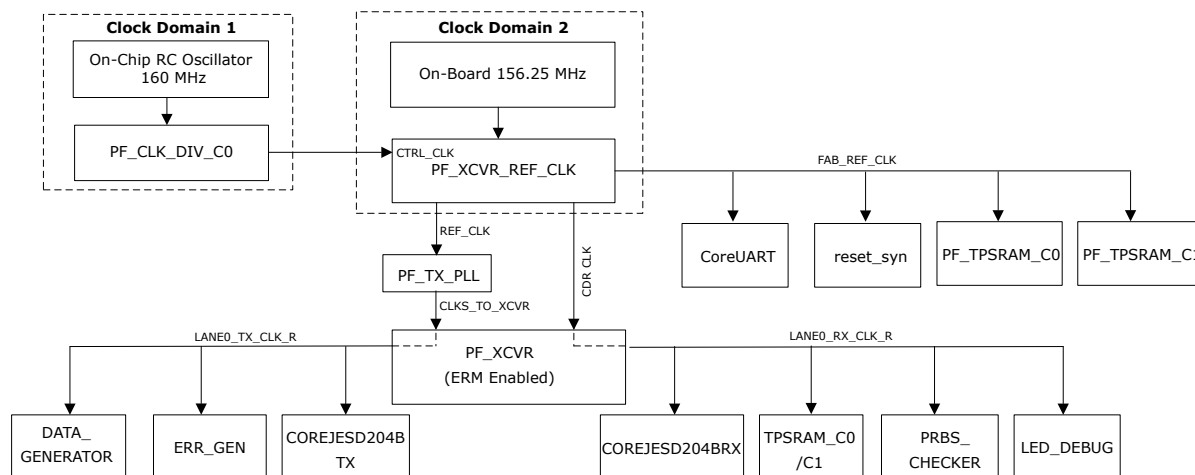 Clock Domain 1
On-Chip RC Oscillator
160 MHz
PF_CLK_DIV_C0
Clock Domain 2
On-Board 156.25 MHz
CTRL_CLK
PF_XCVR_REF_CLK
FAB_REF_CLK
CoreUART
reset_syn
PF_TPSRAM_C0
PF_TPSRAM_C1
REF_CLK
PF_TX_PLL
CDR CLK
CLKS_TO_XCVR
LANE0_TX_CLK_R
PF_XCVR
(ERM Enabled)
LANE0_RX_CLK_R
DATA_
GENERATOR
ERR_GEN
COREJESD204B
TX
COREJESD204BRX
TPSRAM_C0
/C1
PRBS_
CHECKER
LED_DEBUG